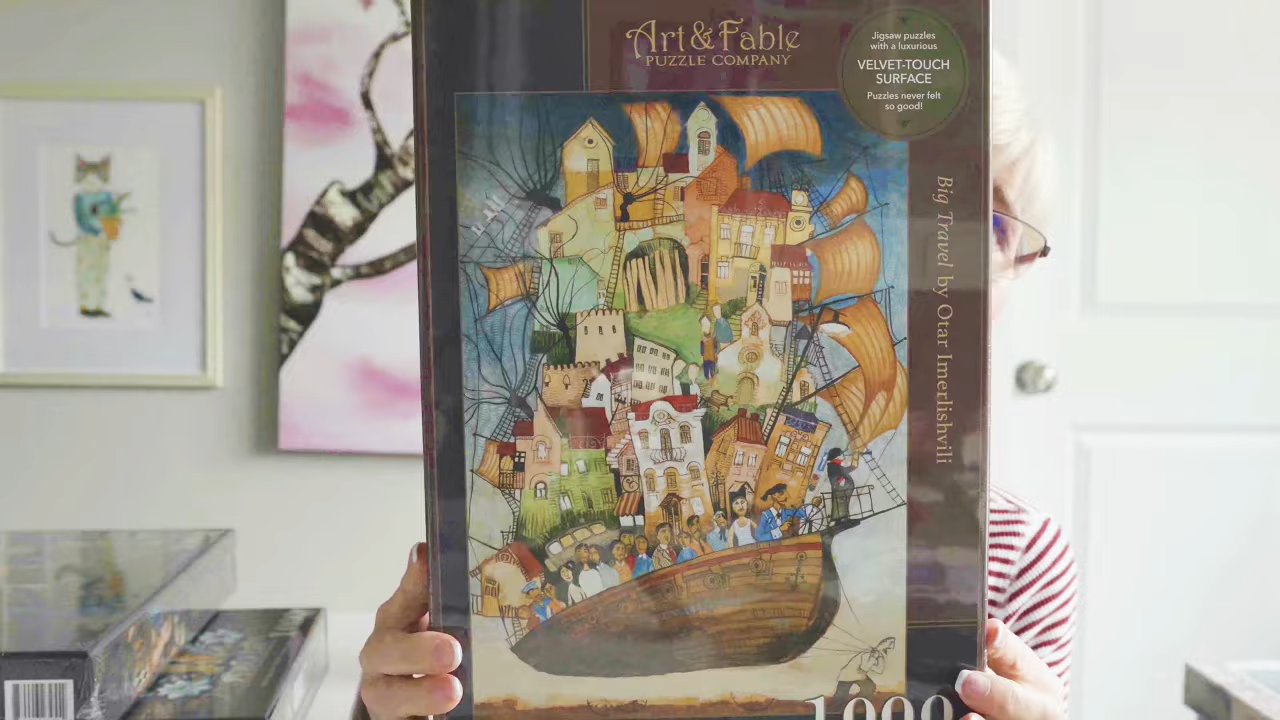 Art & Fable
PUZZLE COMPANY
Jigsaw puzzles
with a luxurious
VELVET-TOUCH
SURFACE
Puzzles never felt
so good!
Big Travel by Otar Imerlishvili
1000